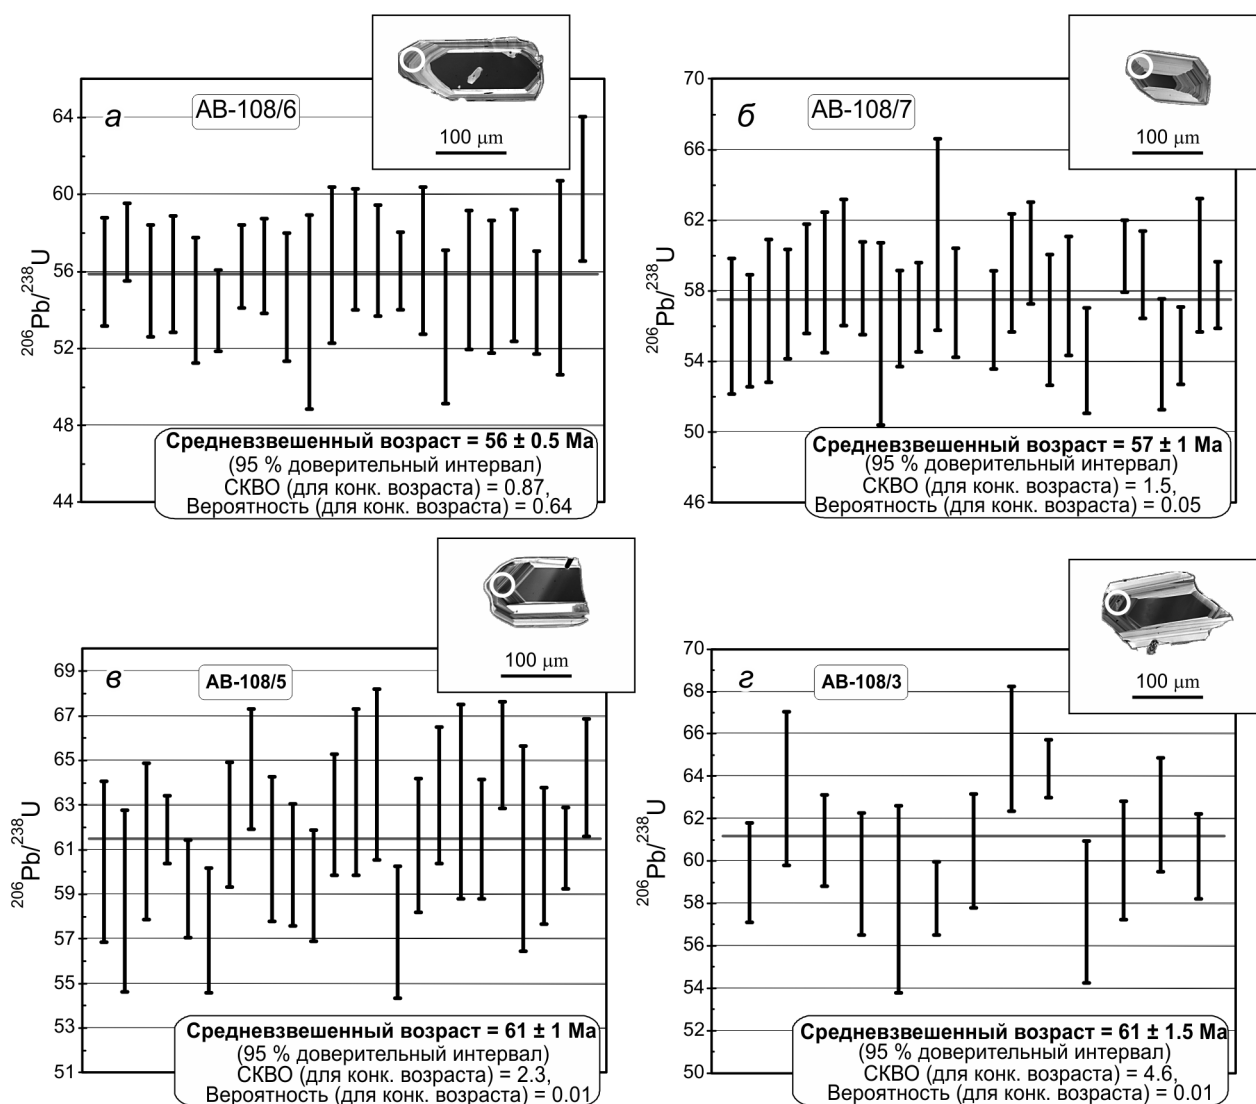 а
АВ-108/6
100 μm
206Pb/238U
64
60
56
52
48
44
Средневзвешенный возраст = 56 ± 0.5 Ma
(95 % доверительный интервал)
СКВО (для конк. возраста) = 0.87,
Вероятность (для конк. возраста) = 0.64
б
АВ-108/7
100 μm
206Pb/238U
70
66
62
58
54
50
46
Средневзвешенный возраст = 57 ± 1 Ma
(95 % доверительный интервал)
СКВО (для конк. возраста) = 1.5,
Вероятность (для конк. возраста) = 0.05
в
АВ-108/5
100 μm
206Pb/238U
69
67
65
63
61
59
57
55
53
51
Средневзвешенный возраст = 61 ± 1 Ma
(95 % доверительный интервал)
СКВО (для конк. возраста) = 2.3,
Вероятность (для конк. возраста) = 0.01
г
АВ-108/3
100 μm
206Pb/238U
70
68
66
64
62
60
58
56
54
52
50
Средневзвешенный возраст = 61 ± 1.5 Ma
(95 % доверительный интервал)
СКВО (для конк. возраста) = 4.6,
Вероятность (для конк. возраста) = 0.01